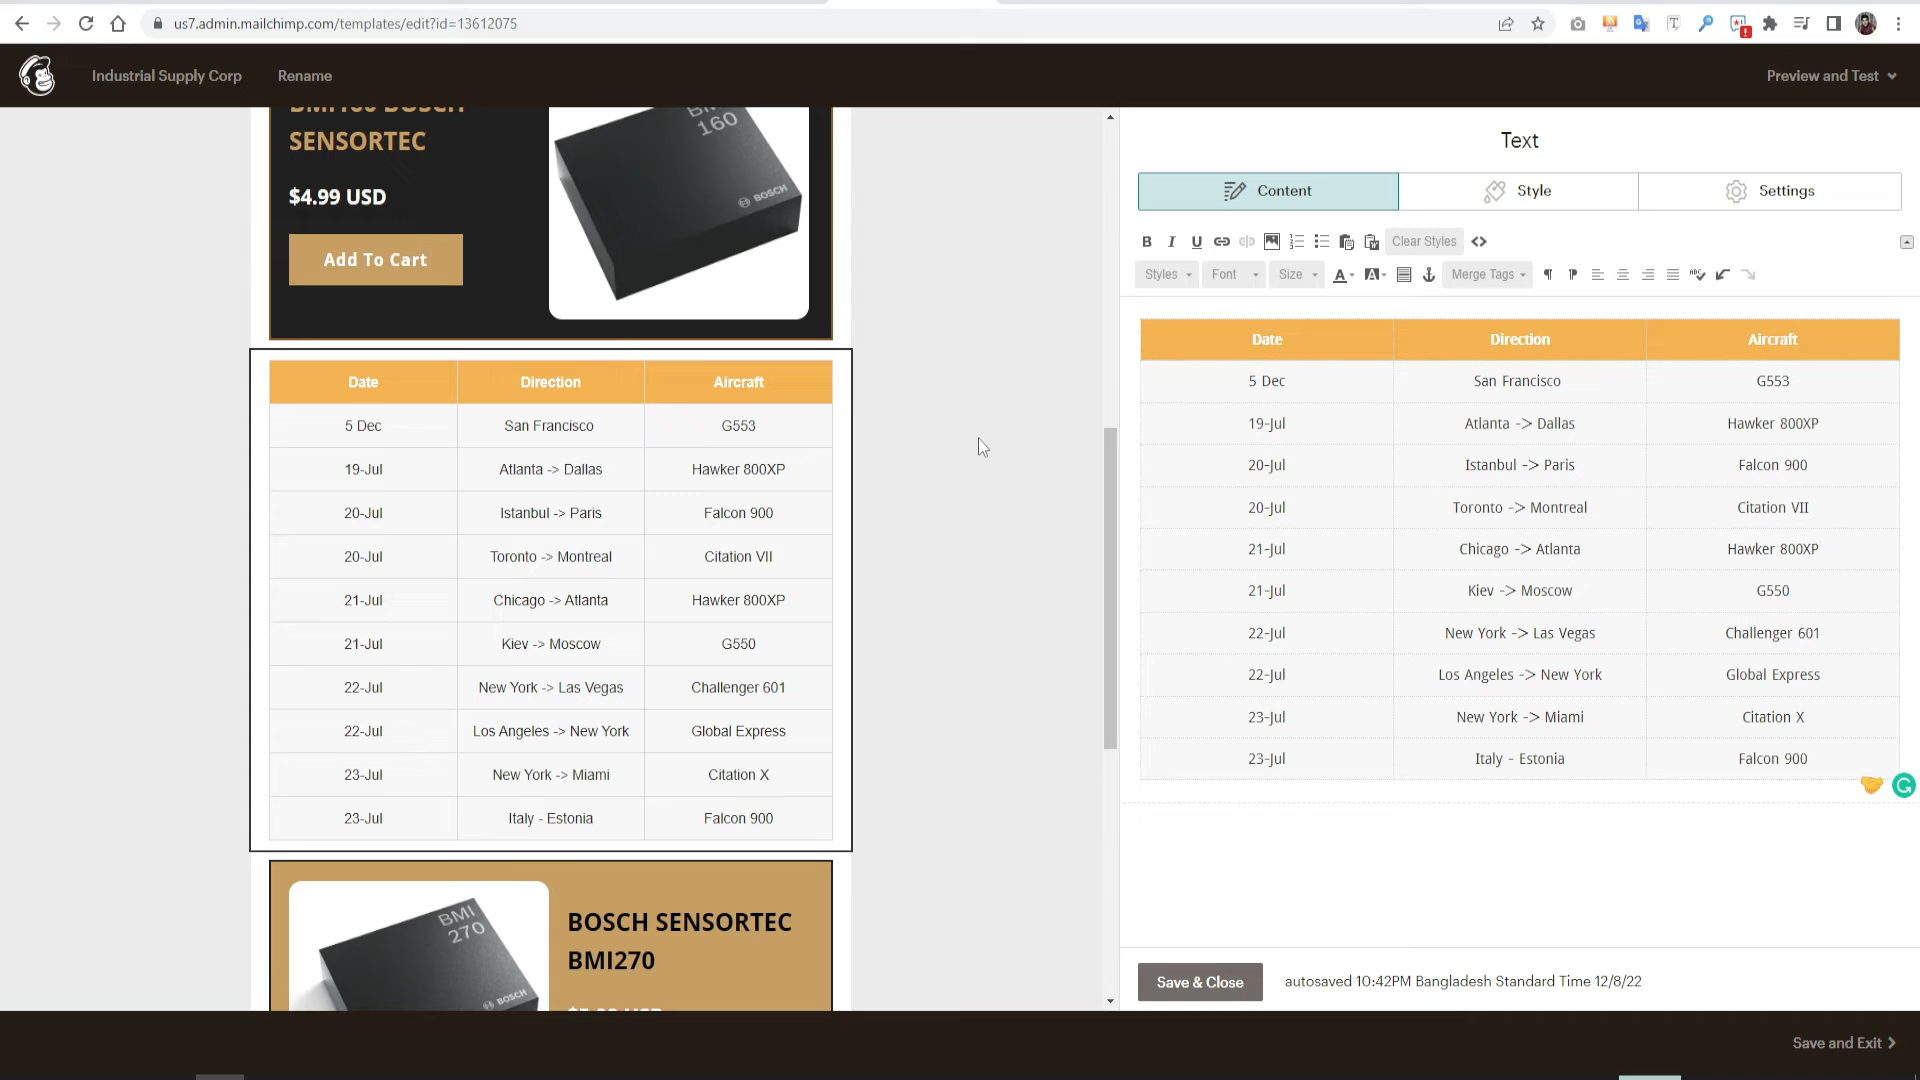 us7.admin.mailchimp.com/templates/edit?id=13612075
Industrial Supply Corp
Rename
Preview and Test
BMI160 BOSCH
SENSORTEC
$4.99 USD
Add To Cart
BMI
160
BOSCH
Date Direction Aircraft
5 Dec San Francisco G553
19-Jul Atlanta -> Dallas Hawker 800XP
20-Jul Istanbul -> Paris Falcon 900
20-Jul Toronto -> Montreal Citation VII
21-Jul Chicago -> Atlanta Hawker 800XP
21-Jul Kiev -> Moscow G550
22-Jul New York -> Las Vegas Challenger 601
22-Jul Los Angeles -> New York Global Express
23-Jul New York -> Miami Citation X
23-Jul Italy - Estonia Falcon 900
BMI
270
BOSCH
BOSCH SENSORTEC
BMI270
Text
Content
Style
Settings
B I U
Clear Styles
Styles Font Size A A Merge Tags
Date Direction Aircraft
5 Dec San Francisco G553
19-Jul Atlanta -> Dallas Hawker 800XP
20-Jul Istanbul -> Paris Falcon 900
20-Jul Toronto -> Montreal Citation VII
21-Jul Chicago -> Atlanta Hawker 800XP
21-Jul Kiev -> Moscow G550
22-Jul New York -> Las Vegas Challenger 601
22-Jul Los Angeles -> New York Global Express
23-Jul New York -> Miami Citation X
23-Jul Italy - Estonia Falcon 900
Save & Close
autosaved 10:42PM Bangladesh Standard Time 12/8/22
Save and Exit